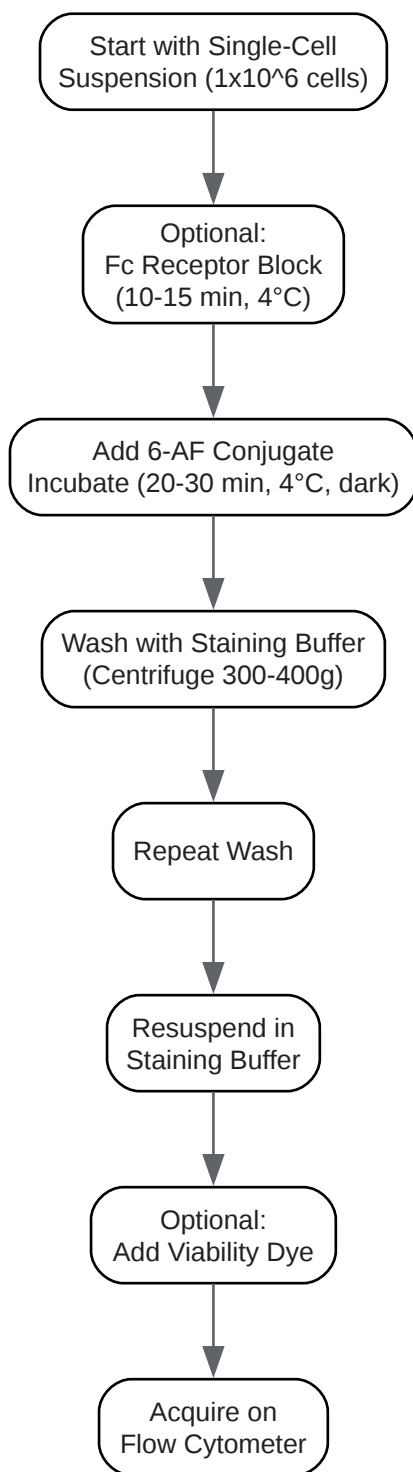 Start with Single-Cell
Suspension (1x10^6 cells)
Optional:
Fc Receptor Block
(10-15 min, 4°C)
Add 6-AF Conjugate
Incubate (20-30 min, 4°C, dark)
Wash with Staining Buffer
(Centrifuge 300-400g)
Repeat Wash
Resuspend in
Staining Buffer
Optional:
Add Viability Dye
Acquire on
Flow Cytometer